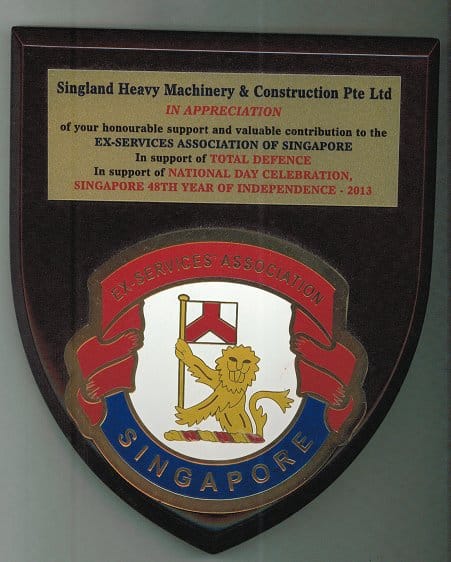 Singland Heavy Machinery & Construction Pte Ltd
IN APPRECIATION
of your honourable support and valuable contribution to the
EX-SERVICES ASSOCIATION OF SINGAPORE
In support of TOTAL DEFENCE
In support of NATIONAL DAY CELEBRATION,
SINGAPORE 48TH YEAR OF INDEPENDENCE - 2013
EX-SERVICES ASSOCIATION
SINGAPORE